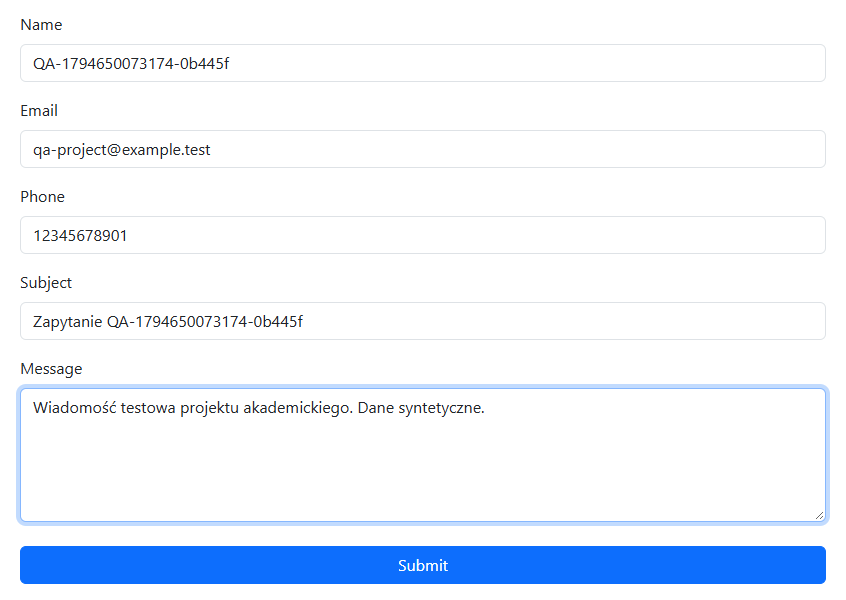 Name
QA-1794650073174-0b445f
Email
qa-project@example.test
Phone
12345678901
Subject
Zapytanie QA-1794650073174-0b445f
Message
Wiadomość testowa projektu akademickiego. Dane syntetyczne.
Submit